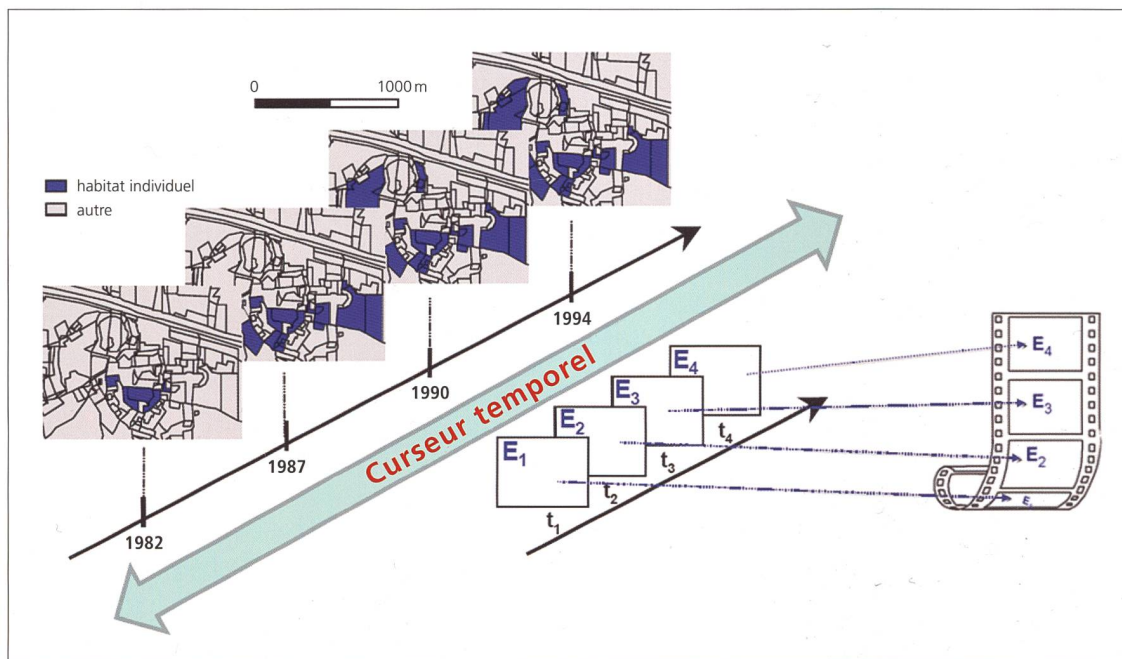 0 1000 m
habitat individuel
autre
1994
1990
1987
1982
Curseur temporel
E4
E3
E2
E1
t4
t3
t2
t1
E4
E3
E2